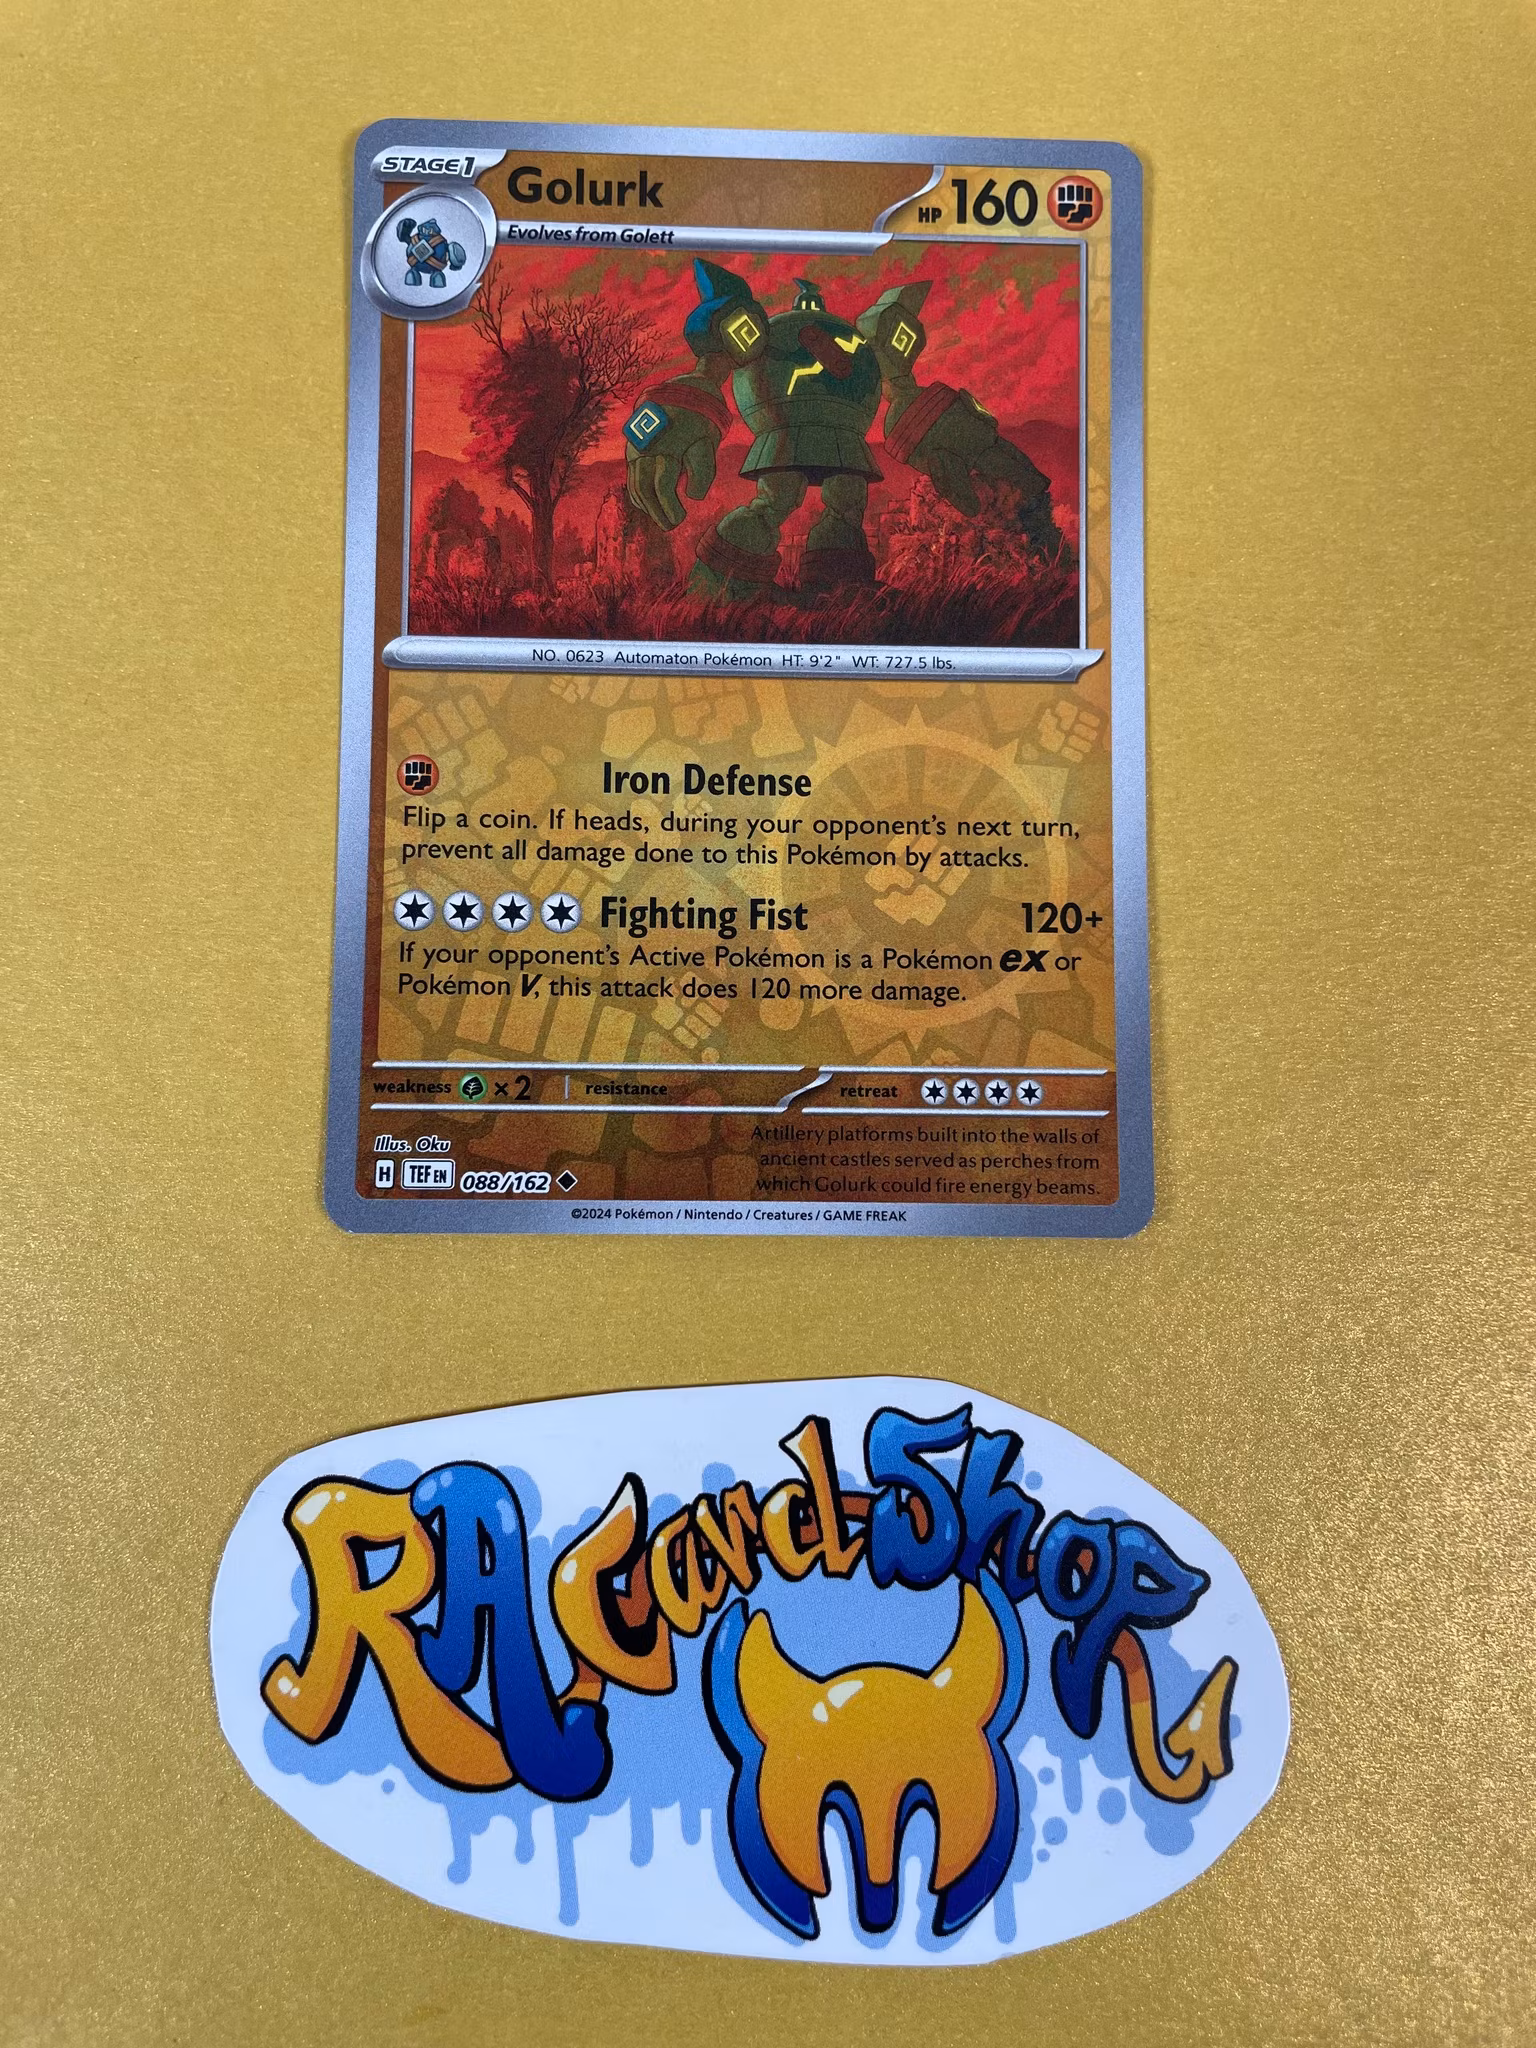 STAGE1
Golurk
HP 160
Evolves from Golett
NO. 0623 Automaton Pokémon HT: 9'2" WT: 727.5 lbs.
Iron Defense
Flip a coin. If heads, during your opponent's next turn,
prevent all damage done to this Pokémon by attacks.
Fighting Fist 120+
If your opponent's Active Pokémon is a Pokémon ex or
Pokémon V, this attack does 120 more damage.
weakness ×2 resistance retreat
Artillery platforms built into the walls of
ancient castles served as perches from
which Golurk could fire energy beams.
Illus. Oku
H TEF EN 088/162
©2024 Pokémon / Nintendo / Creatures / GAME FREAK
RA Card Shop